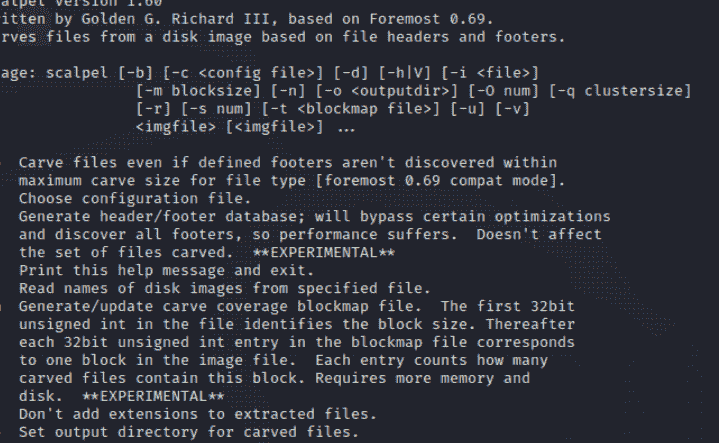 alpel version 1.60
itten by Golden G. Richard III, based on Foremost 0.69.
rves files from a disk image based on file headers and footers.
age: scalpel [-b] [-c <config file>] [-d] [-h|V] [-i <file>]
[-m blocksize] [-n] [-o <outputdir>] [-O num] [-q clustersize]
[-r] [-s num] [-t <blockmap file>] [-u] [-v]
<imgfile> [<imgfile>] ...
Carve files even if defined footers aren't discovered within
maximum carve size for file type [foremost 0.69 compat mode].
Choose configuration file.
Generate header/footer database; will bypass certain optimizations
and discover all footers, so performance suffers.  Doesn't affect
the set of files carved.  **EXPERIMENTAL**
Print this help message and exit.
Read names of disk images from specified file.
Generate/update carve coverage blockmap file.  The first 32bit
unsigned int in the file identifies the block size. Thereafter
each 32bit unsigned int entry in the blockmap file corresponds
to one block in the image file.  Each entry counts how many
carved files contain this block. Requires more memory and
disk.  **EXPERIMENTAL**
Don't add extensions to extracted files.
Set output directory for carved files.